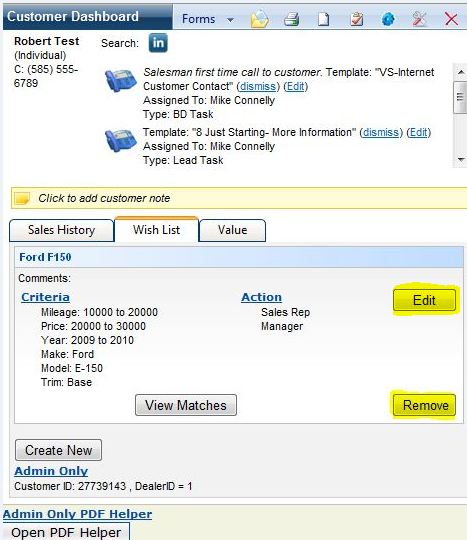 Customer Dashboard Forms
Robert Test
(Individual)
C: (585) 555-
6789
Search: in
Salesman first time call to customer. Template: "VS-Internet
Customer Contact" (dismiss) (Edit)
Assigned To: Mike Connelly
Type: BD Task
Template: "8 Just Starting- More Information" (dismiss) (Edit)
Assigned To: Mike Connelly
Type: Lead Task
Click to add customer note
Sales History Wish List Value
Ford F150
Comments:
Criteria Action Edit
Mileage: 10000 to 20000 Sales Rep
Price: 20000 to 30000 Manager
Year: 2009 to 2010
Make: Ford
Model: E-150
Trim: Base
View Matches Remove
Create New
Admin Only
Customer ID: 27739143 , DealerID = 1
Admin Only PDF Helper
Open PDF Helper